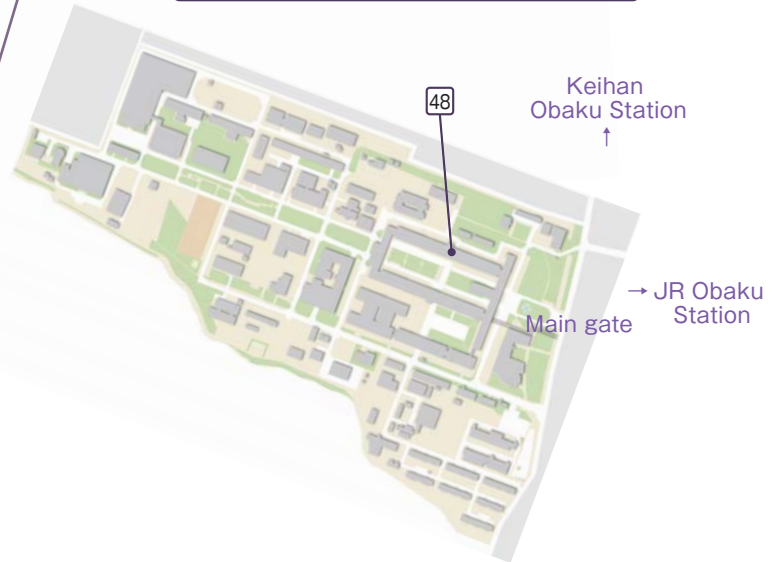 48
Keihan
Obaku Station
↑
→ JR Obaku
Station
Main gate